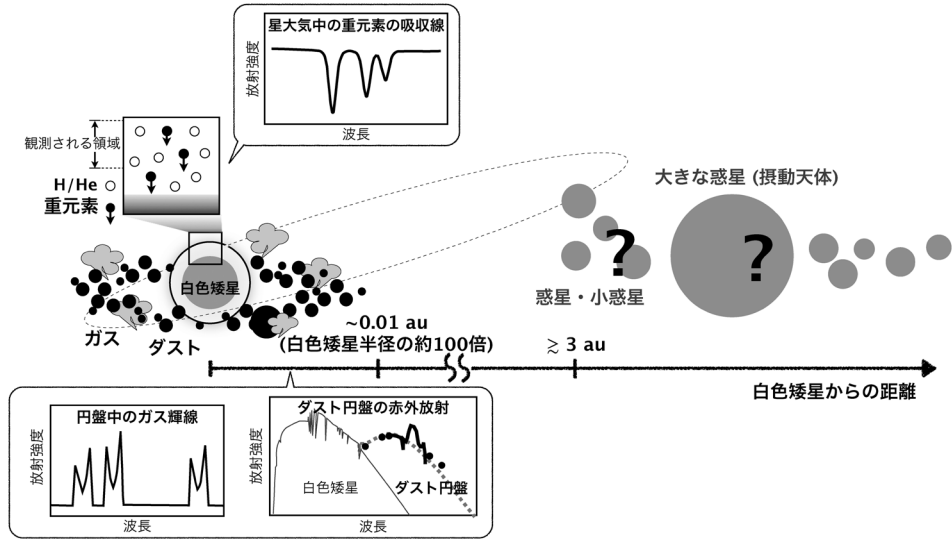 星大気中の重元素の吸収線
放射強度
波長
観測される領域
H/He
重元素
大きな惑星 (摂動天体)
?
?
白色矮星
惑星・小惑星
ガス
ダスト
~0.01 au
(白色矮星半径の約100倍)
≳ 3 au
白色矮星からの距離
円盤中のガス輝線
放射強度
波長
ダスト円盤の赤外放射
放射強度
白色矮星
ダスト円盤
波長